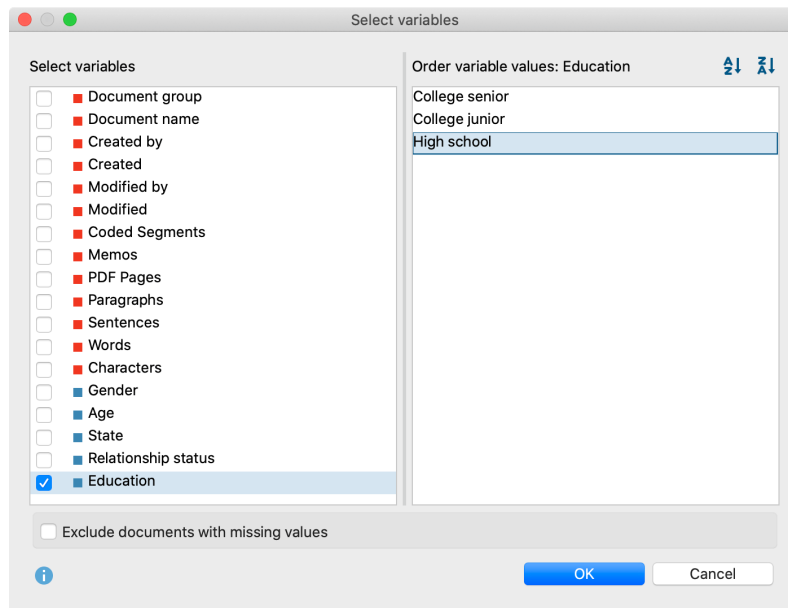 Select variables
Select variables
Order variable values: Education
A
Z
Z
A
Document group
Document name
Created by
Created
Modified by
Modified
Coded Segments
Memos
PDF Pages
Paragraphs
Sentences
Words
Characters
Gender
Age
State
Relationship status
Education
College senior
College junior
High school
Exclude documents with missing values
i
OK
Cancel